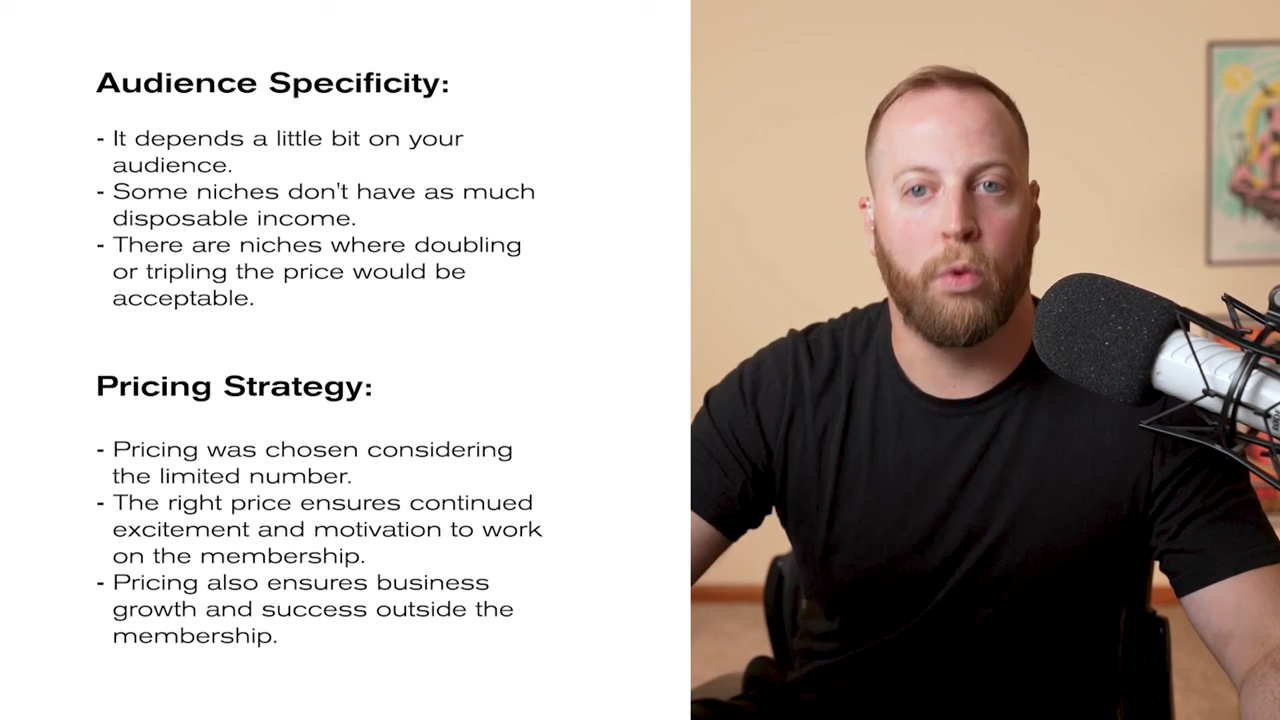 Audience Specificity:
- It depends a little bit on your
audience.
- Some niches don't have as much
disposable income.
- There are niches where doubling
or tripling the price would be
acceptable.
Pricing Strategy:
- Pricing was chosen considering
the limited number.
- The right price ensures continued
excitement and motivation to work
on the membership.
- Pricing also ensures business
growth and success outside the
membership.